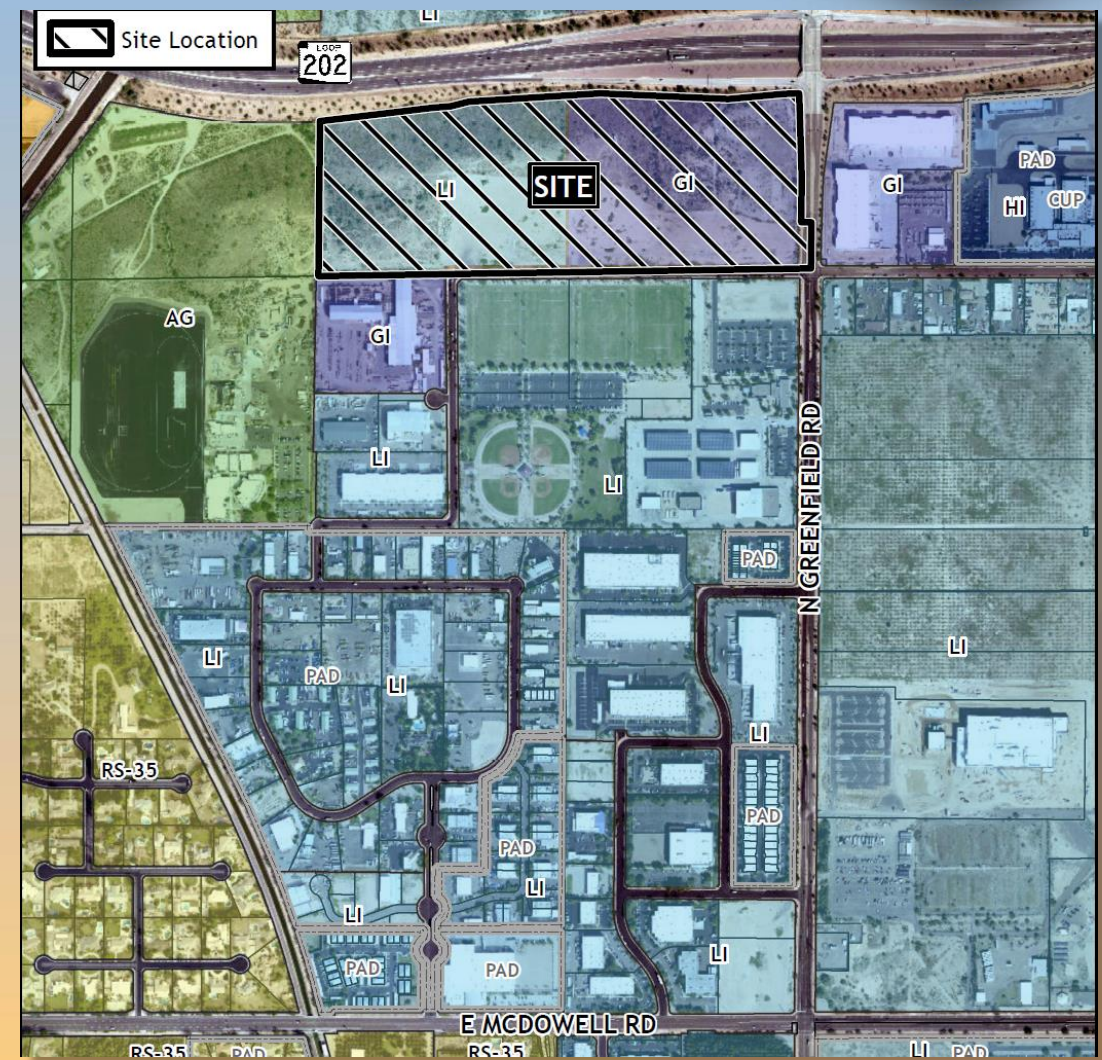 LI
Site Location
LOOP
202
PAD
LI
SITE
GI
GI
HI
CUP
AG
GI
LI
LI
N GREENFIELD RD
PAD
LI
LI
PAD
LI
LI
RS-35
PAD
PAD
LI
LI
LI
PAD
PAD
E MCDOWELL RD
RS-35
PAD
RS-35
LI
PAD